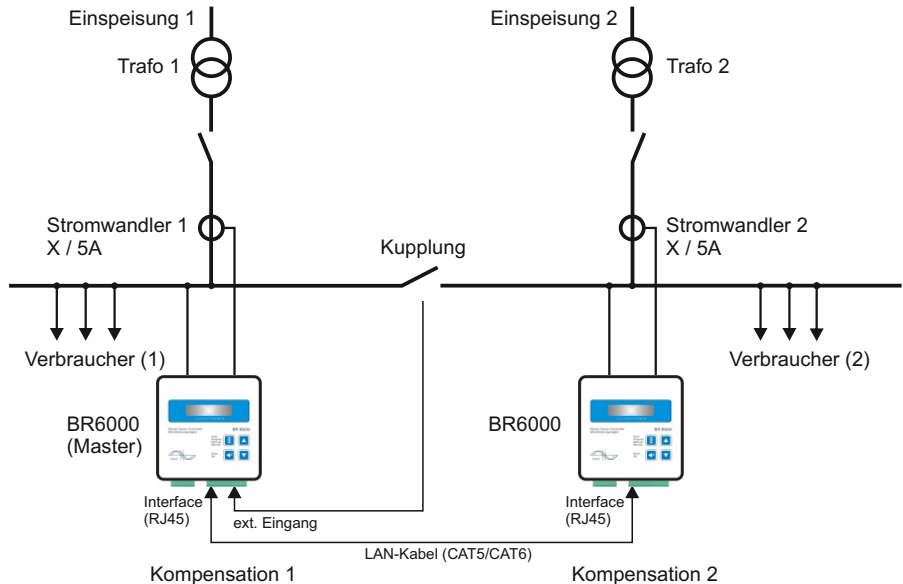 Einspeisung 1
Einspeisung 2
Trafo 1
Trafo 2
Stromwandler 1
X / 5A
Kupplung
Stromwandler 2
X / 5A
Verbraucher (1)
Verbraucher (2)
BR6000
(Master)
BR6000
Interface
(RJ45)
ext. Eingang
Interface
(RJ45)
LAN-Kabel (CAT5/CAT6)
Kompensation 1
Kompensation 2